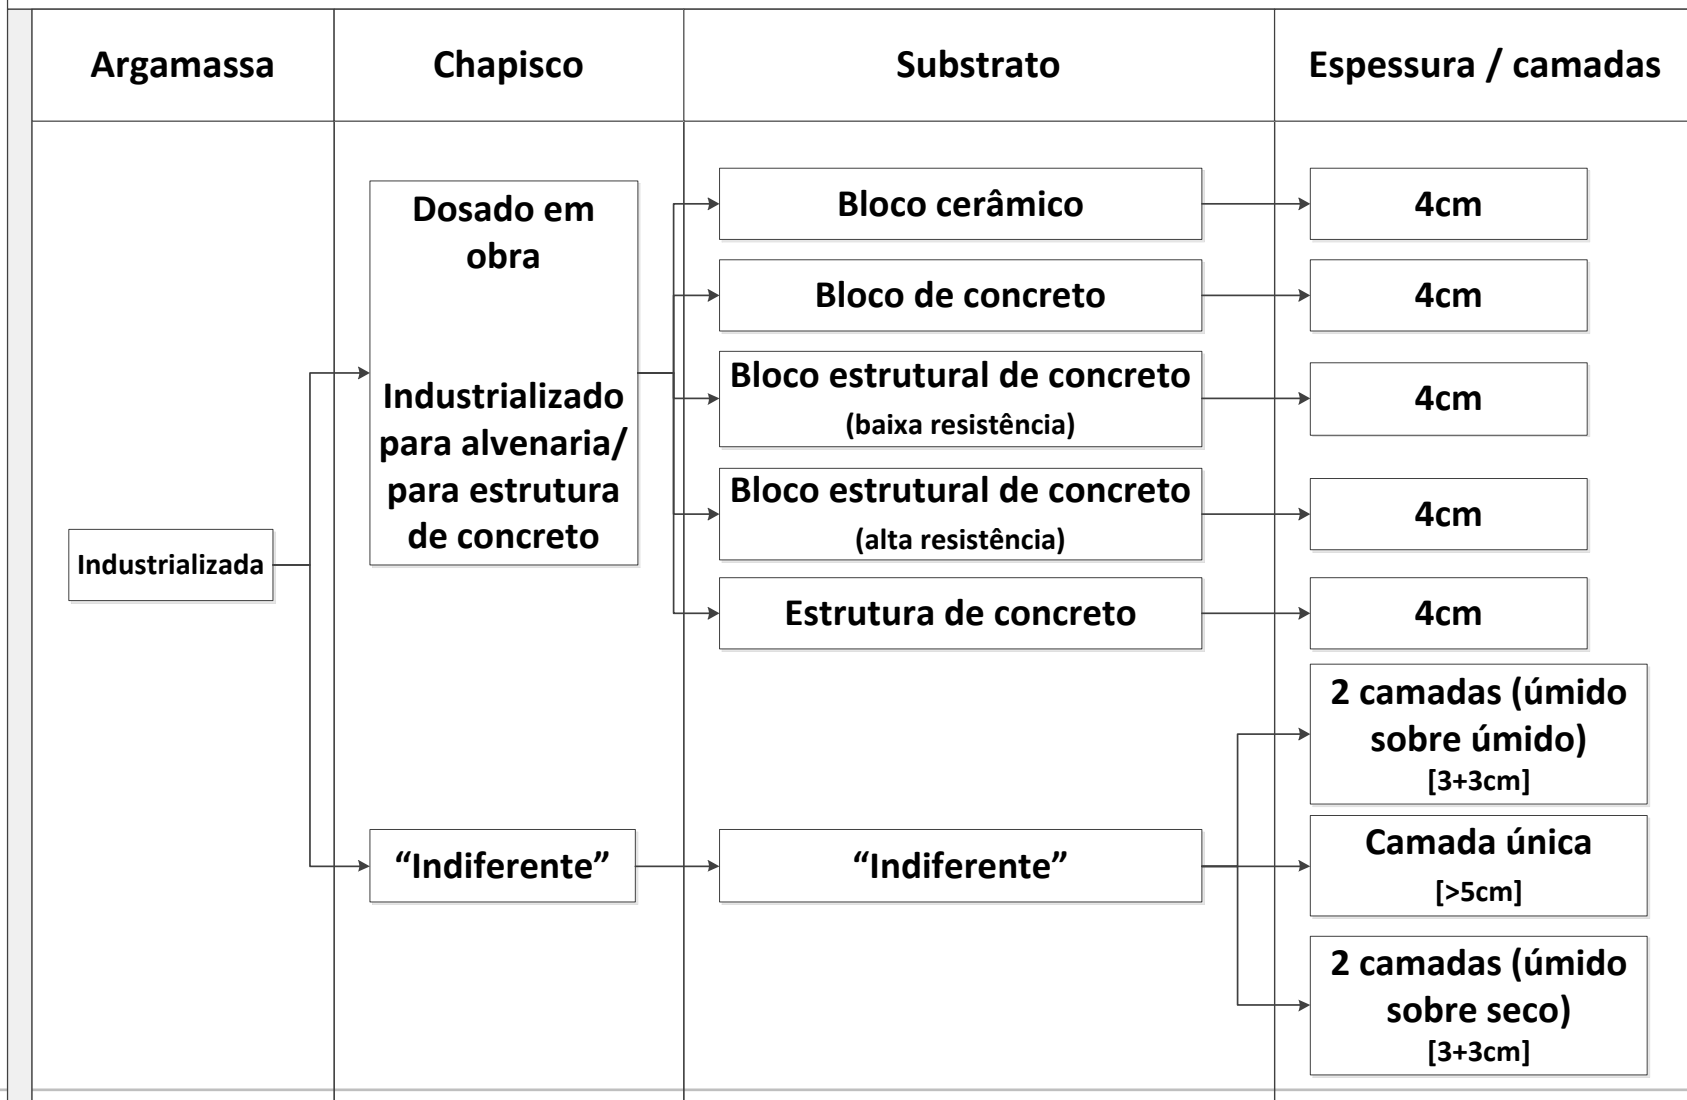 Argamassa
Chapisco
Substrato
Espessura / camadas
Industrializada
Dosado em
obra
Industrializado
para alvenaria/
para estrutura
de concreto
Bloco cerâmico
4cm
Bloco de concreto
4cm
Bloco estrutural de concreto
(baixa resistência)
4cm
Bloco estrutural de concreto
(alta resistência)
4cm
Estrutura de concreto
4cm
“Indiferente”
“Indiferente”
2 camadas (úmido
sobre úmido)
[3+3cm]
Camada única
[>5cm]
2 camadas (úmido
sobre seco)
[3+3cm]